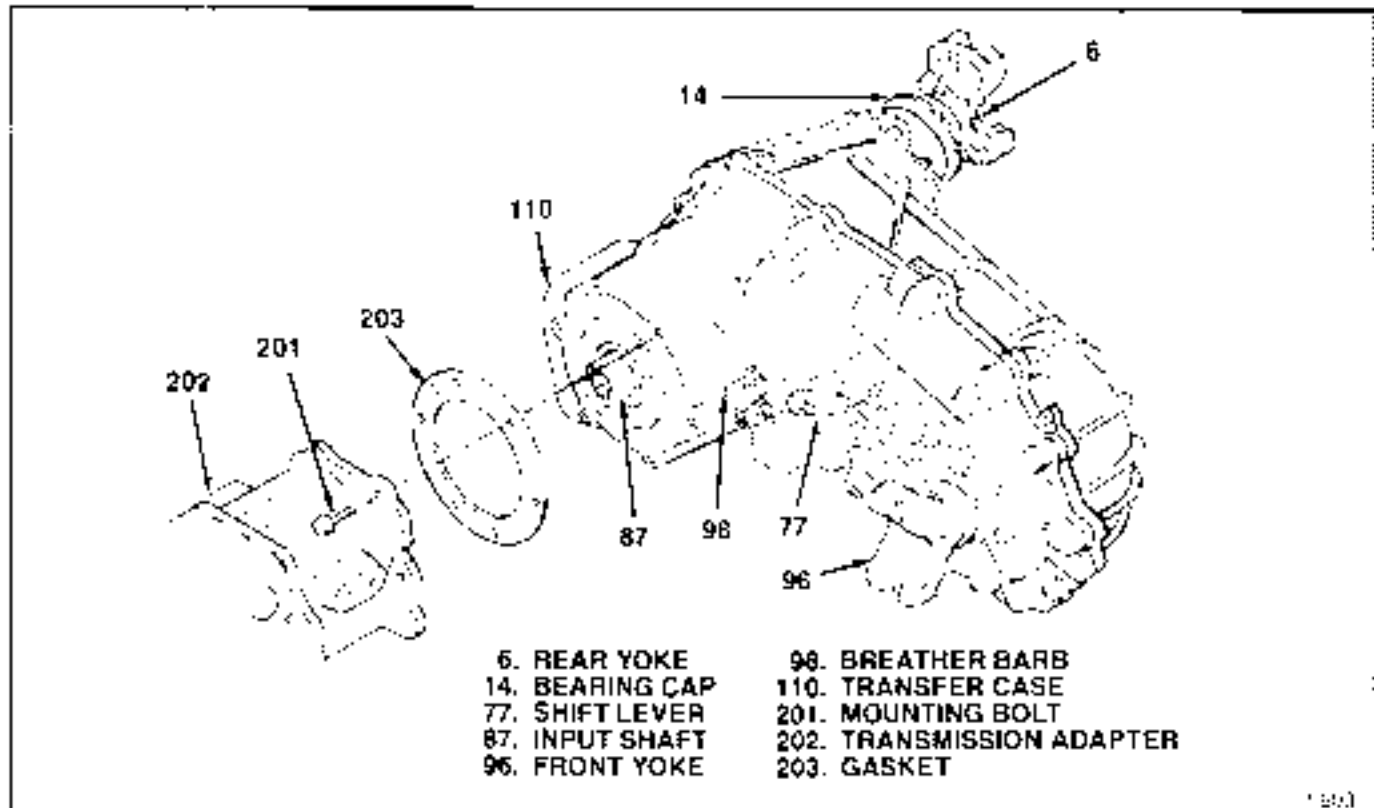 6
14
110
203
201
202
87
98
77
96
6. REAR YOKE
14. BEARING CAP
77. SHIFT LEVER
87. INPUT SHAFT
96. FRONT YOKE
98. BREATHER BARB
110. TRANSFER CASE
201. MOUNTING BOLT
202. TRANSMISSION ADAPTER
203. GASKET